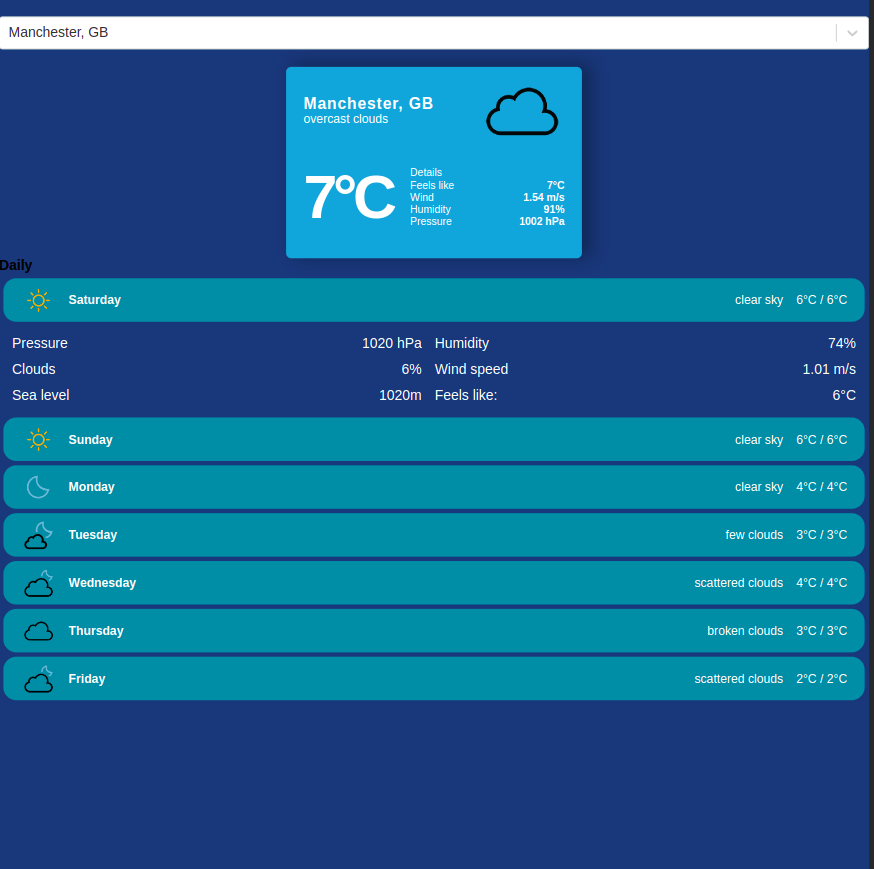 Manchester, GB
Manchester, GB
overcast clouds
7°C
Details
Feels like 7°C
Wind 1.54 m/s
Humidity 91%
Pressure 1002 hPa
Daily
Saturday clear sky 6°C / 6°C
Pressure 1020 hPa Humidity 74%
Clouds 6% Wind speed 1.01 m/s
Sea level 1020m Feels like: 6°C
Sunday clear sky 6°C / 6°C
Monday clear sky 4°C / 4°C
Tuesday few clouds 3°C / 3°C
Wednesday scattered clouds 4°C / 4°C
Thursday broken clouds 3°C / 3°C
Friday scattered clouds 2°C / 2°C